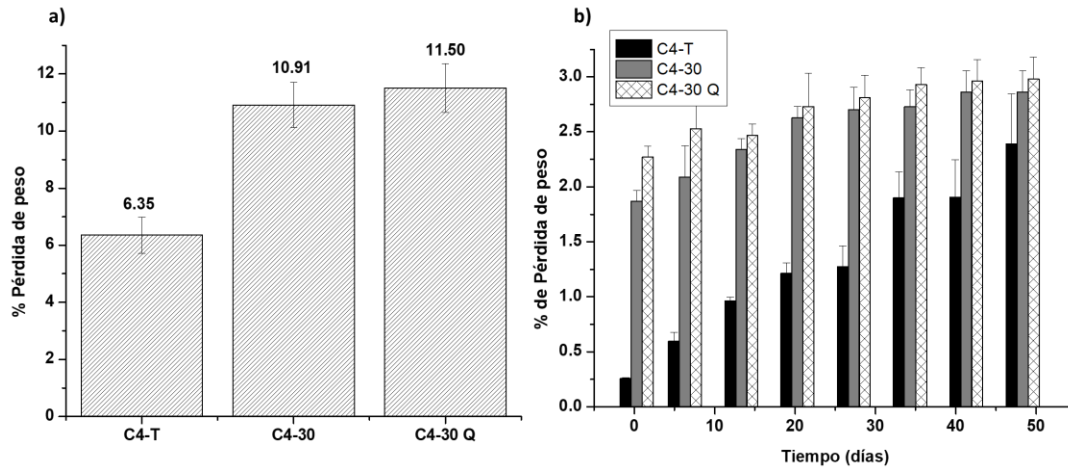 a)
% Pérdida de peso
12
10
8
6
4
2
0
6.35
10.91
11.50
C4-T
C4-30
C4-30 Q
b)
% de Pérdida de peso
3.0
2.5
2.0
1.5
1.0
0.5
0.0
C4-T
C4-30
C4-30 Q
0 10 20 30 40 50
Tiempo (días)